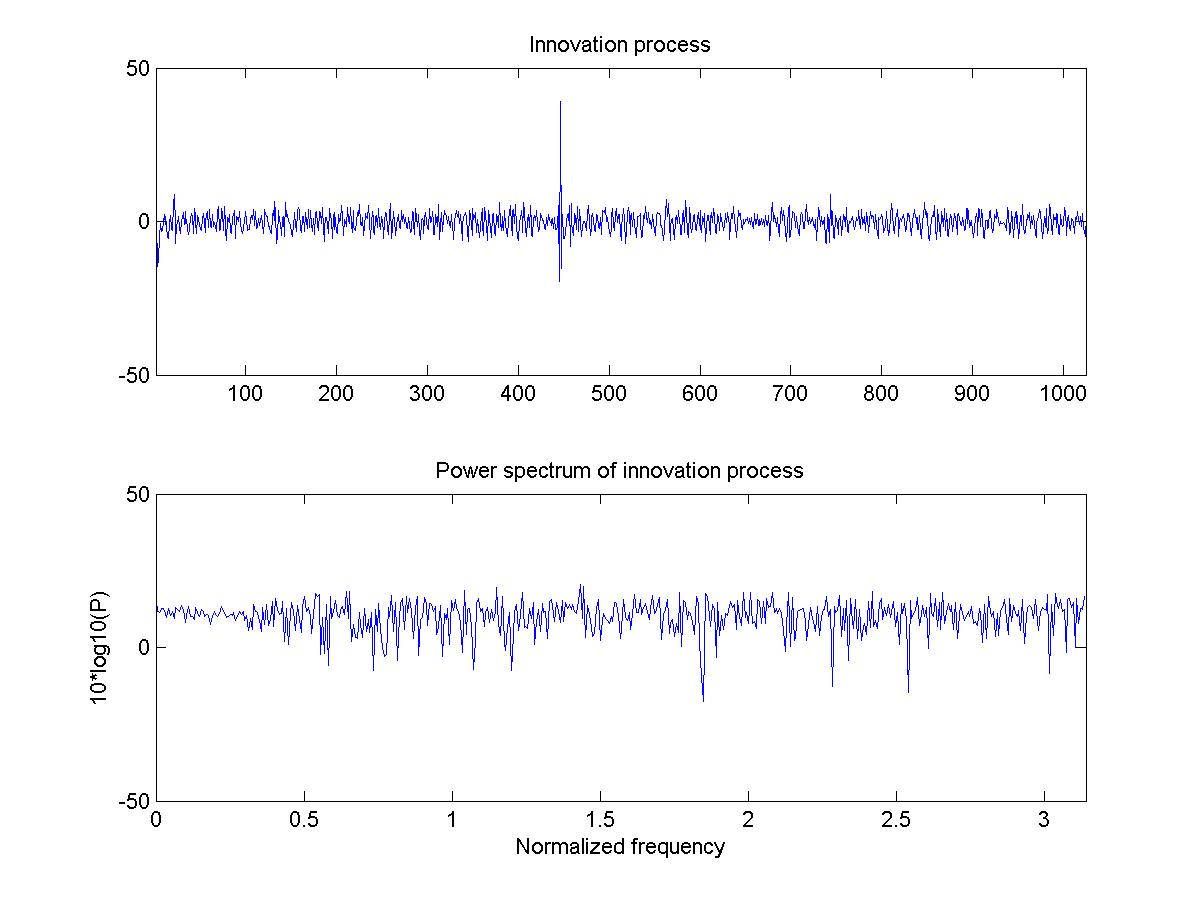 Innovation process
50
0
-50
100 200 300 400 500 600 700 800 900 1000
Power spectrum of innovation process
50
0
-50
10*log10(P)
0 0.5 1 1.5 2 2.5 3
Normalized frequency